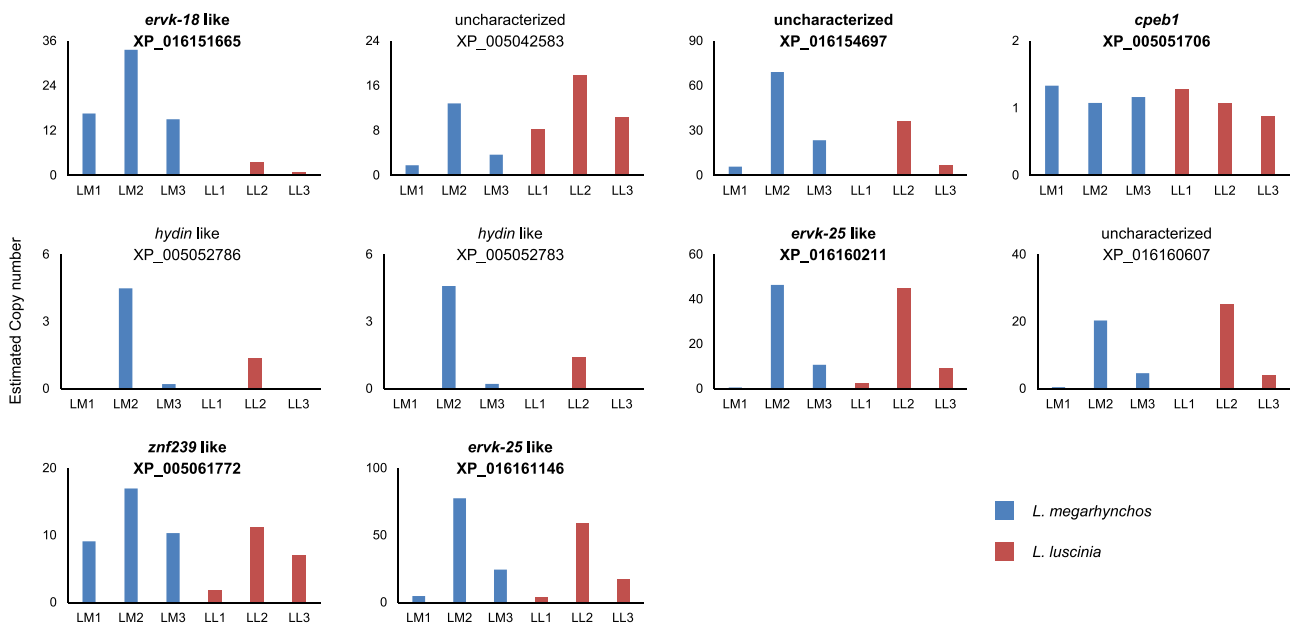 ervk-18 like
XP_016151665
36
24
12
0
LM1 LM2 LM3 LL1 LL2 LL3
uncharacterized
XP_005042583
24
16
8
0
LM1 LM2 LM3 LL1 LL2 LL3
uncharacterized
XP_016154697
90
60
30
0
LM1 LM2 LM3 LL1 LL2 LL3
cpeb1
XP_005051706
2
1
1
0
LM1 LM2 LM3 LL1 LL2 LL3
Estimated Copy number
hydin like
XP_005052786
6
3
0
LM1 LM2 LM3 LL1 LL2 LL3
hydin like
XP_005052783
6
3
0
LM1 LM2 LM3 LL1 LL2 LL3
ervk-25 like
XP_016160211
60
40
20
0
LM1 LM2 LM3 LL1 LL2 LL3
uncharacterized
XP_016160607
40
20
0
LM1 LM2 LM3 LL1 LL2 LL3
znf239 like
XP_005061772
20
10
0
LM1 LM2 LM3 LL1 LL2 LL3
ervk-25 like
XP_016161146
100
50
0
LM1 LM2 LM3 LL1 LL2 LL3
L. megarhynchos
L. luscinia